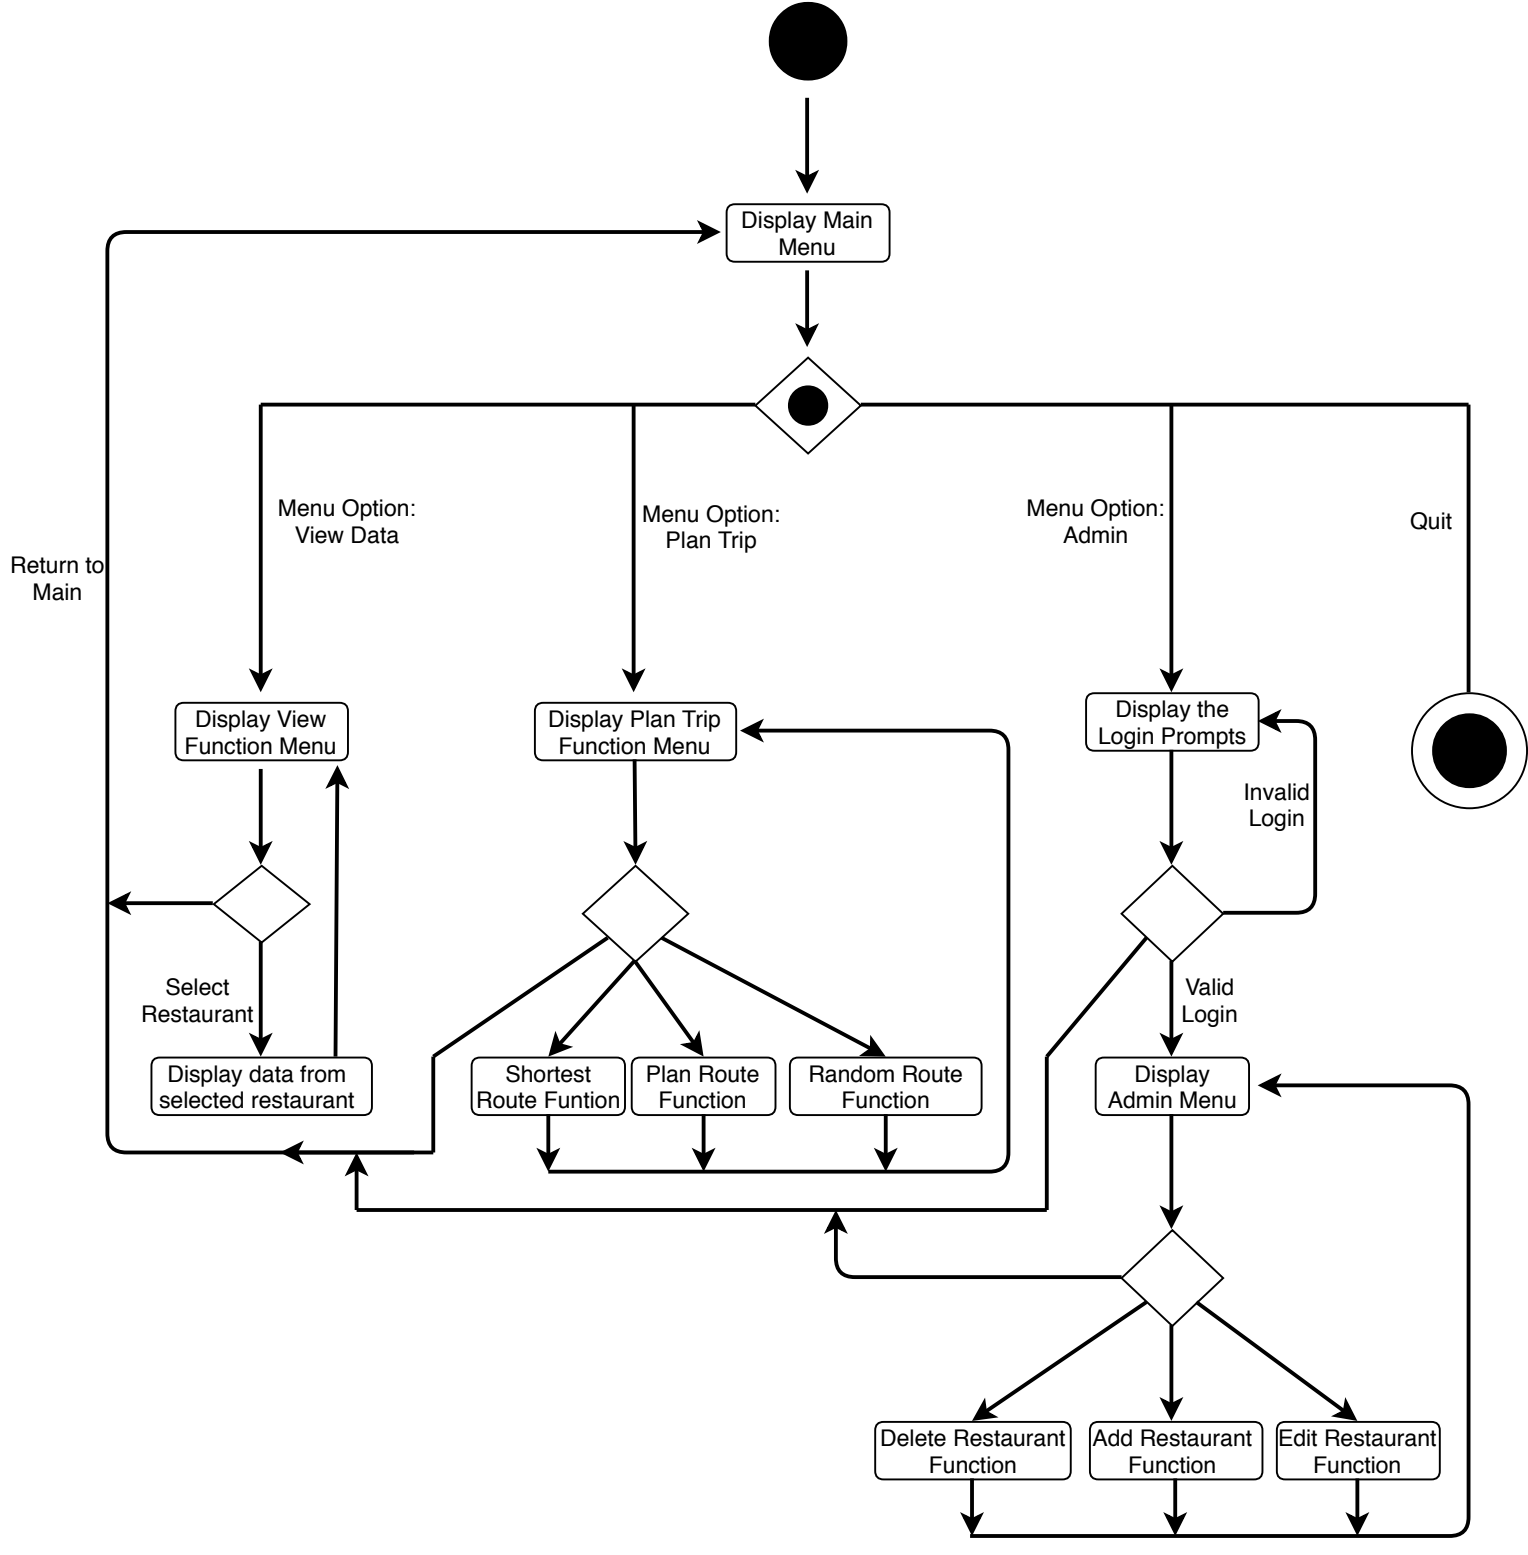 Display Main
Menu
Menu Option:
View Data
Menu Option:
Plan Trip
Menu Option:
Admin
Quit
Return to
Main
Display View
Function Menu
Display Plan Trip
Function Menu
Display the
Login Prompts
Invalid
Login
Select
Restaurant
Valid
Login
Display data from
selected restaurant
Shortest
Route Funtion
Plan Route
Function
Random Route
Function
Display
Admin Menu
Delete Restaurant
Function
Add Restaurant
Function
Edit Restaurant
Function